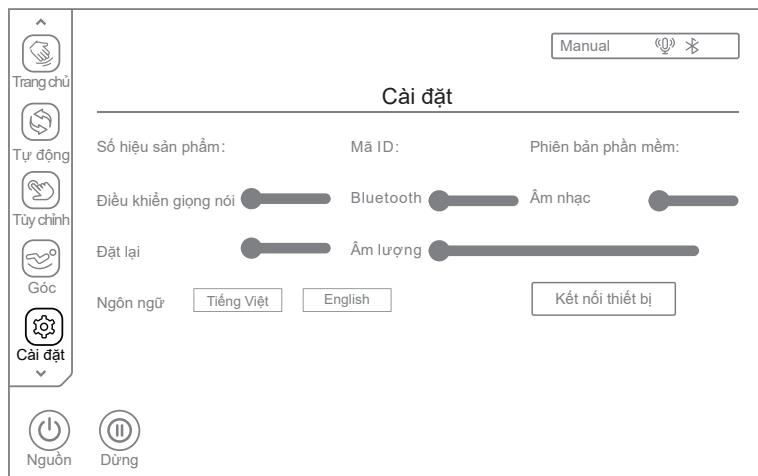 Trang chủ
Tự động
Tùy chỉnh
Góc
Cài đặt
Manual
Cài đặt
Số hiệu sản phẩm:
Mã ID:
Phiên bản phần mềm:
Điều khiển giọng nói
Bluetooth
Âm nhạc
Đặt lại
Âm lượng
Ngôn ngữ
Tiếng Việt
English
Kết nối thiết bị
Nguồn
Dừng